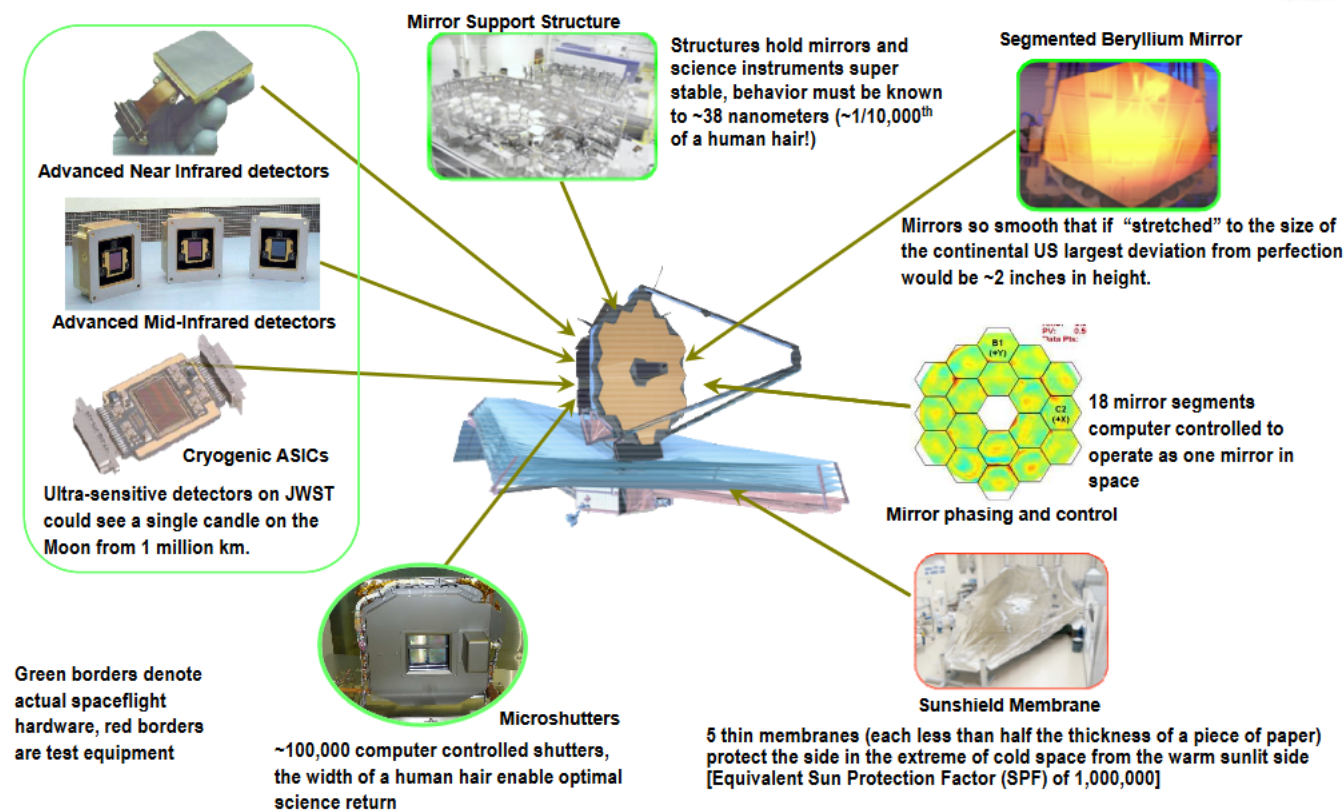 Mirror Support Structure
Structures hold mirrors and
science instruments super
stable, behavior must be known
to ~38 nanometers (~1/10,000th
of a human hair!)
Segmented Beryllium Mirror
Mirrors so smooth that if “stretched” to the size of
the continental US largest deviation from perfection
would be ~2 inches in height.
Advanced Near Infrared detectors
Advanced Mid-Infrared detectors
Cryogenic ASICs
Ultra-sensitive detectors on JWST
could see a single candle on the
Moon from 1 million km.
PV: 0.5
Data Pts:
B1
(+Y)
C2
(+X)
18 mirror segments
computer controlled to
operate as one mirror in
space
Mirror phasing and control
Sunshield Membrane
5 thin membranes (each less than half the thickness of a piece of paper)
protect the side in the extreme of cold space from the warm sunlit side
[Equivalent Sun Protection Factor (SPF) of 1,000,000]
Microshutters
~100,000 computer controlled shutters,
the width of a human hair enable optimal
science return
Green borders denote
actual spaceflight
hardware, red borders
are test equipment